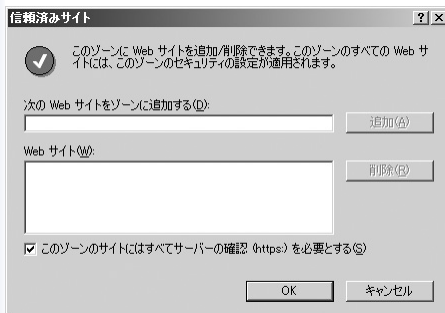 信頼済みサイト
このゾーンに Web サイトを追加/削除できます。このゾーンのすべての Web サ
イトには、このゾーンのセキュリティの設定が適用されます。
次の Web サイトをゾーンに追加する(D):
追加(A)
Web サイト(W):
削除(R)
このゾーンのサイトにはすべてサーバーの確認 (https:) を必要とする(S)
OK
キャンセル